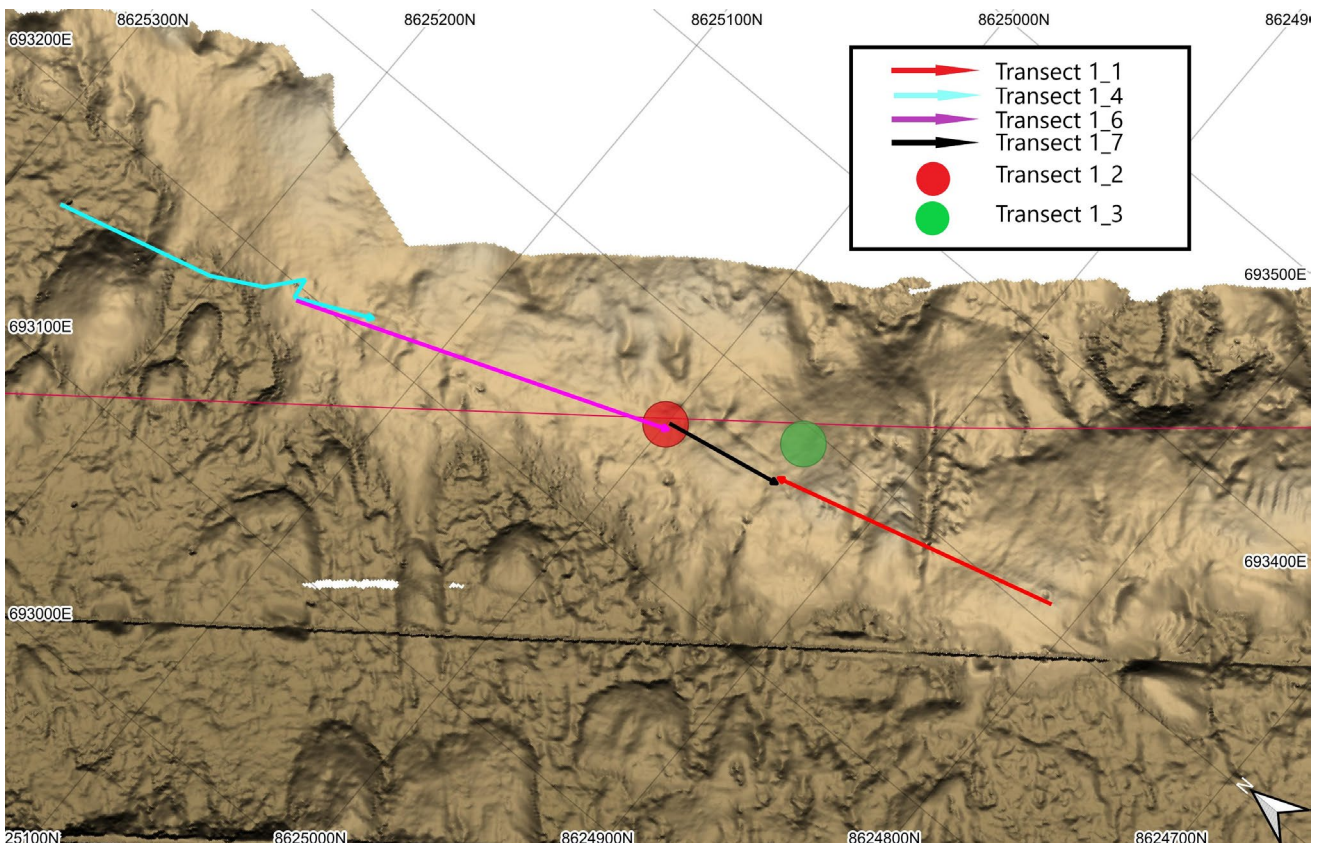 8625300N
8625200N
8625100N
8625000N
86249
693200E
Transect 1_1
Transect 1_4
Transect 1_6
Transect 1_7
Transect 1_2
Transect 1_3
693500E
693100E
693400E
693000E
N
25100N
8625000N
8624900N
8624800N
8624700N